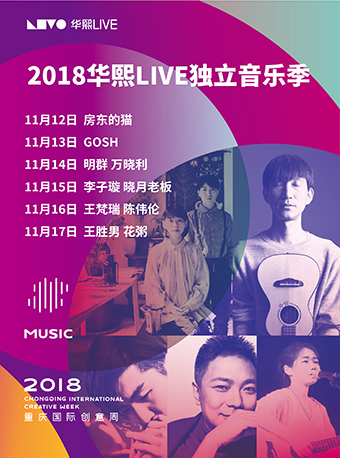 华熙LIVE
2018华熙LIVE独立音乐季
11月12日 房东的猫
11月13日 GOSH
11月14日 明群 万晓利
11月15日 李子璇 晓月老板
11月16日 王梵瑞 陈伟伦
11月17日 王胜男 花粥
MUSIC
2018
CHONGQING INTERNATIONAL
CREATIVE WEEK
重庆国际创意周